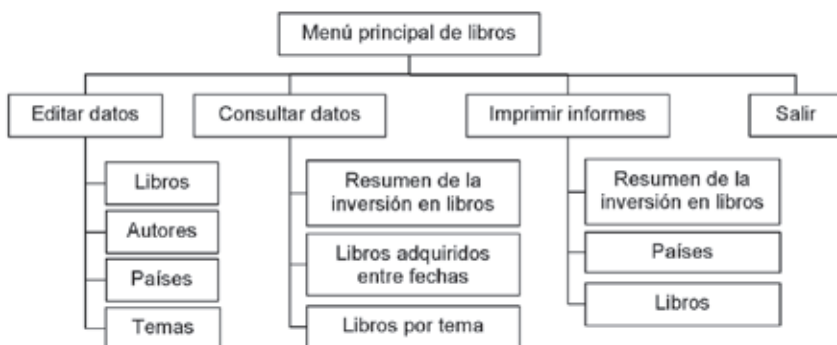 Menú principal de libros
Editar datos
Consultar datos
Imprimir informes
Salir
Libros
Autores
Países
Temas
Resumen de la
inversión en libros
Libros adquiridos
entre fechas
Libros por tema
Resumen de la
inversión en libros
Países
Libros